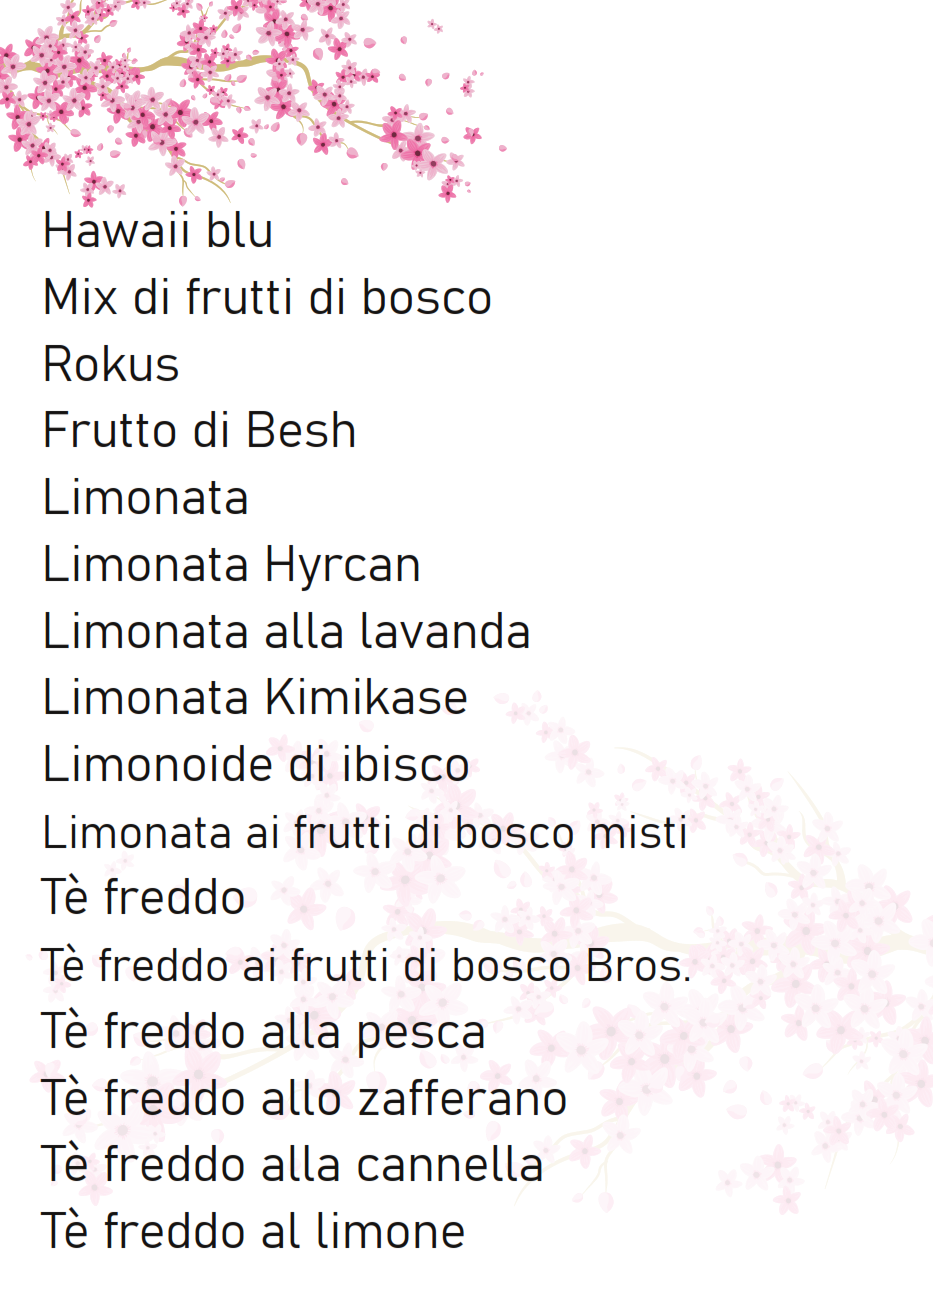 Hawaii blu
Mix di frutti di bosco
Rokus
Frutto di Besh
Limonata
Limonata Hyrcan
Limonata alla lavanda
Limonata Kimikase
Limonoide di ibisco
Limonata ai frutti di bosco misti
Tè freddo
Tè freddo ai frutti di bosco Bros.
Tè freddo alla pesca
Tè freddo allo zafferano
Tè freddo alla cannella
Tè freddo al limone